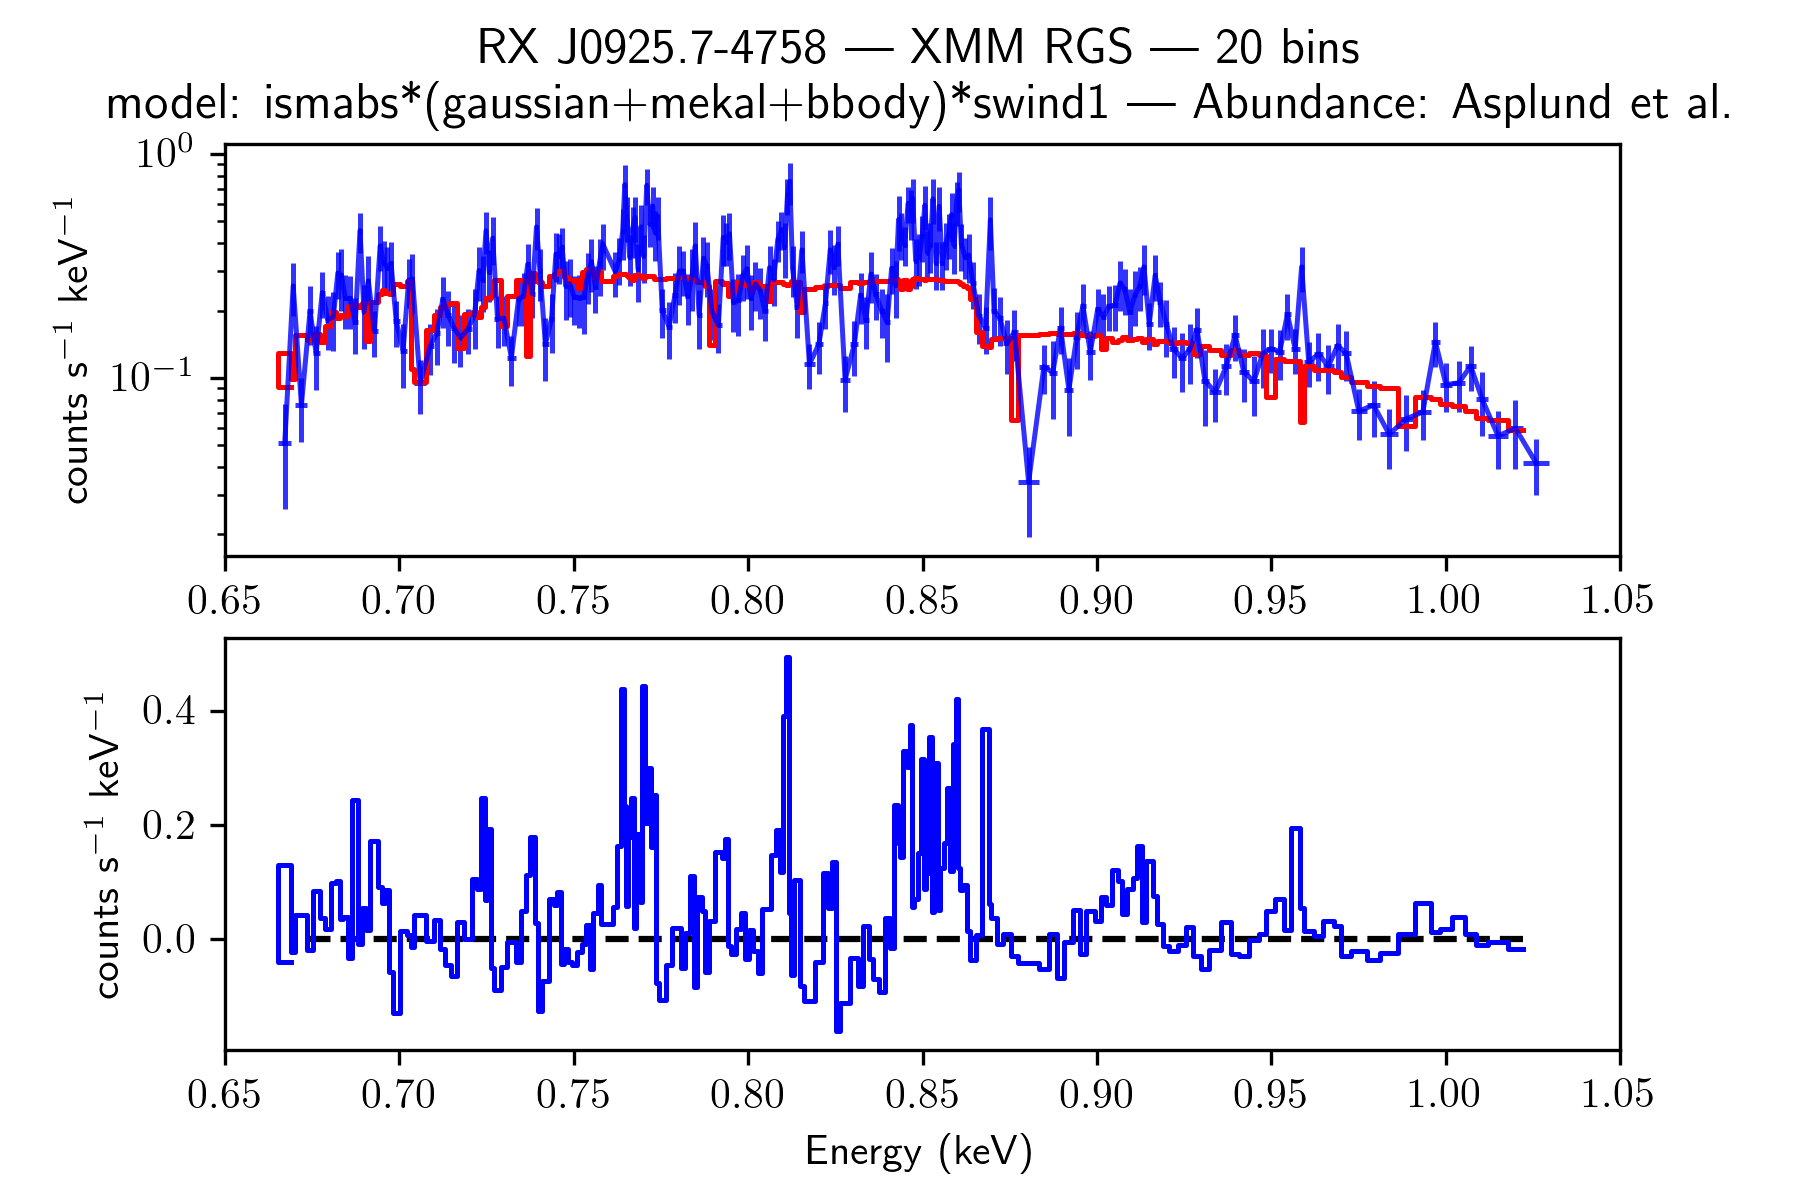 RX J0925.7-4758 — XMM RGS — 20 bins
model: ismabs*(gaussian+mekal+bbody)*swind1 — Abundance: Asplund et al.
10⁰
10⁻¹
counts s⁻¹ keV⁻¹
0.65 0.70 0.75 0.80 0.85 0.90 0.95 1.00 1.05
0.4
0.2
0.0
counts s⁻¹ keV⁻¹
0.65 0.70 0.75 0.80 0.85 0.90 0.95 1.00 1.05
Energy (keV)